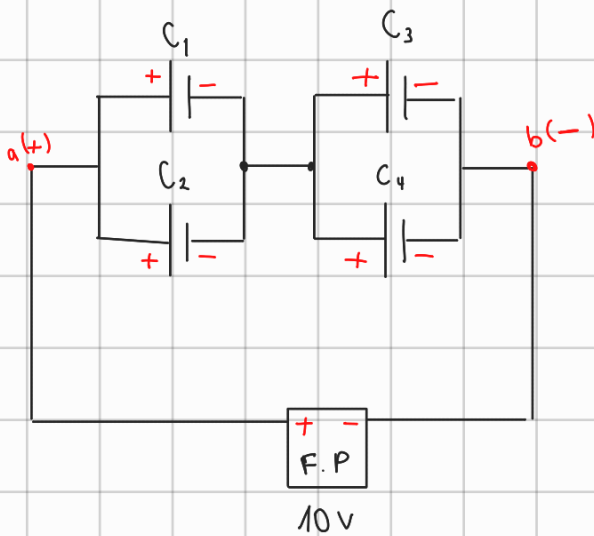 C1
C3
+ -
+ -
a(+)
b(-)
C2
C4
+ -
+ -
+ -
F.P
10V